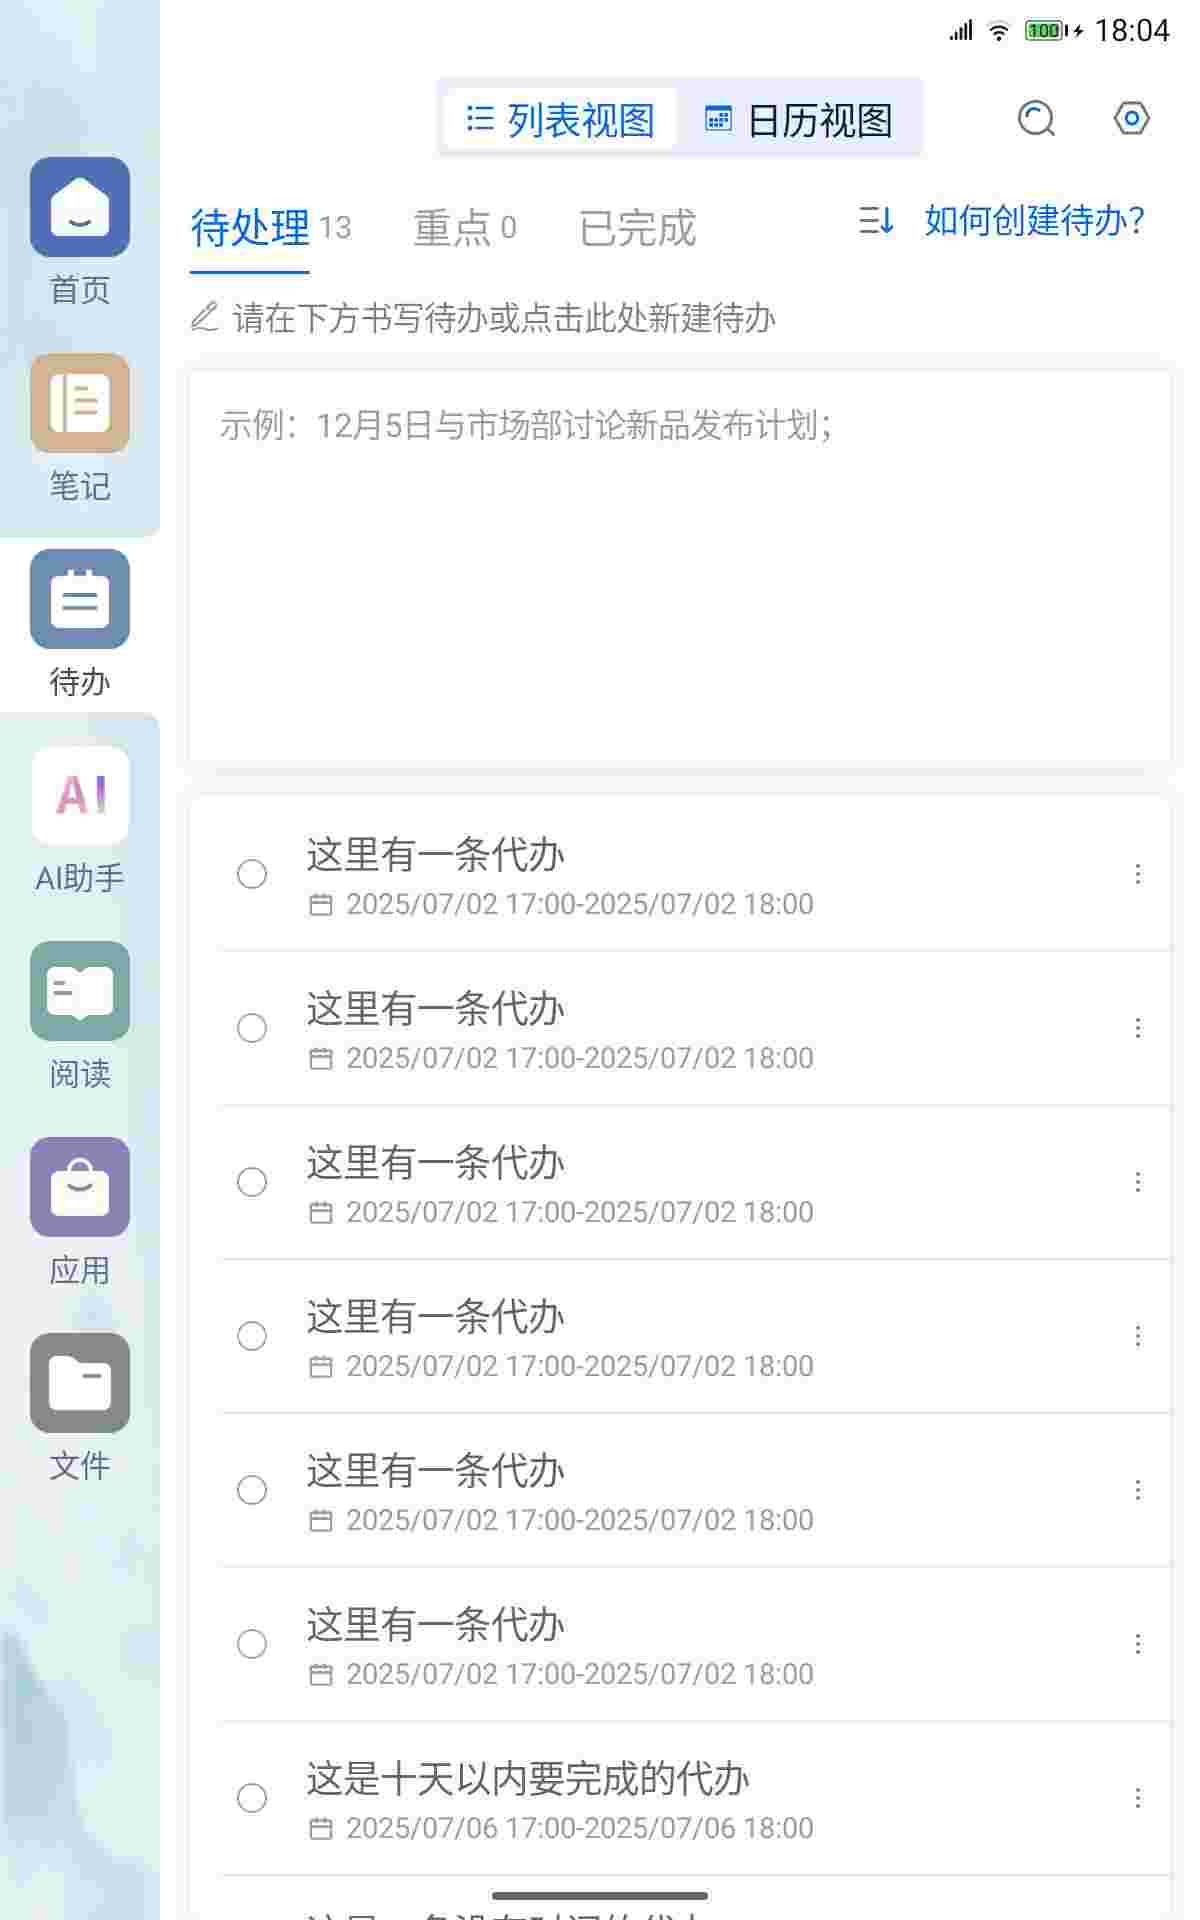 100 18:04
列表视图 日历视图
待处理 13 重点 0 已完成 如何创建待办?
请在下方书写待办或点击此处新建待办
示例：12月5日与市场部讨论新品发布计划；
首页
笔记
待办
AI
AI助手
阅读
应用
文件
这里有一条代办
2025/07/02 17:00-2025/07/02 18:00
这里有一条代办
2025/07/02 17:00-2025/07/02 18:00
这里有一条代办
2025/07/02 17:00-2025/07/02 18:00
这里有一条代办
2025/07/02 17:00-2025/07/02 18:00
这里有一条代办
2025/07/02 17:00-2025/07/02 18:00
这里有一条代办
2025/07/02 17:00-2025/07/02 18:00
这是十天以内要完成的代办
2025/07/06 17:00-2025/07/06 18:00